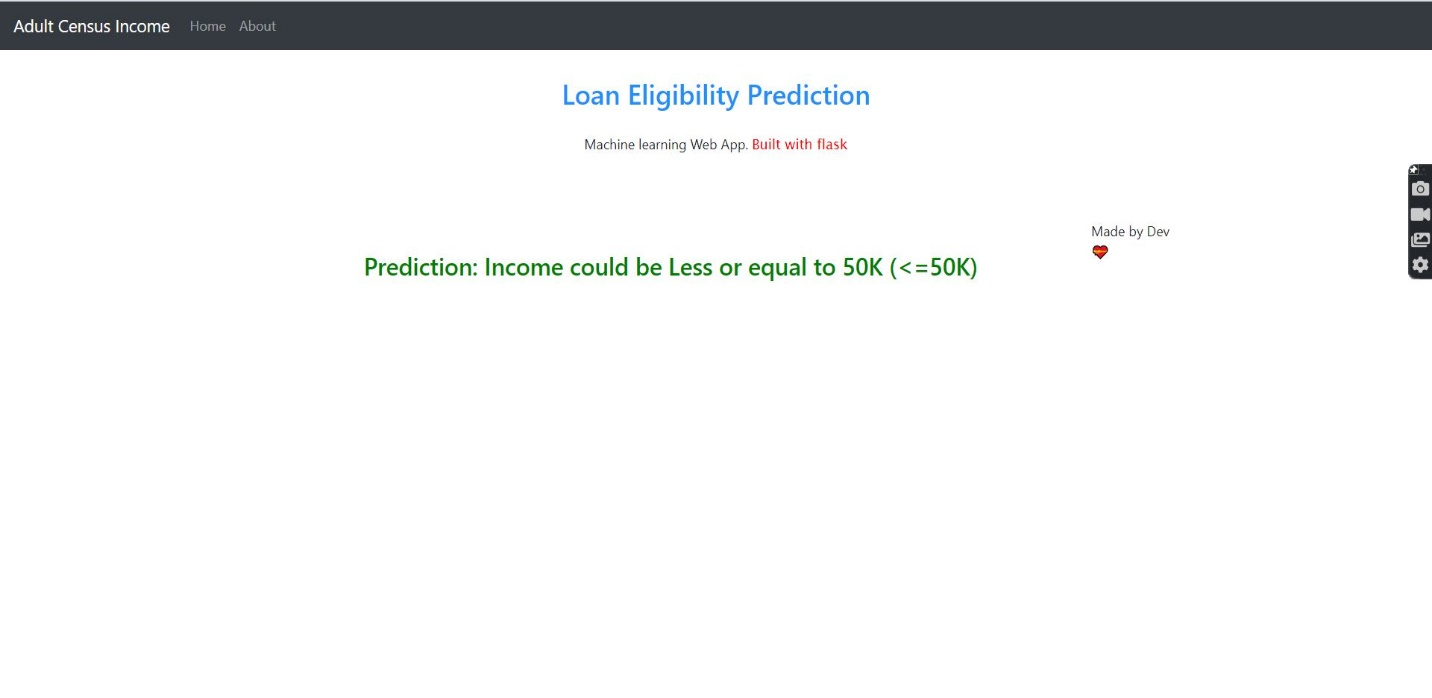 Adult Census Income Home About
Loan Eligibility Prediction
Machine learning Web App. Built with flask
Made by Dev
Prediction: Income could be Less or equal to 50K (<=50K)